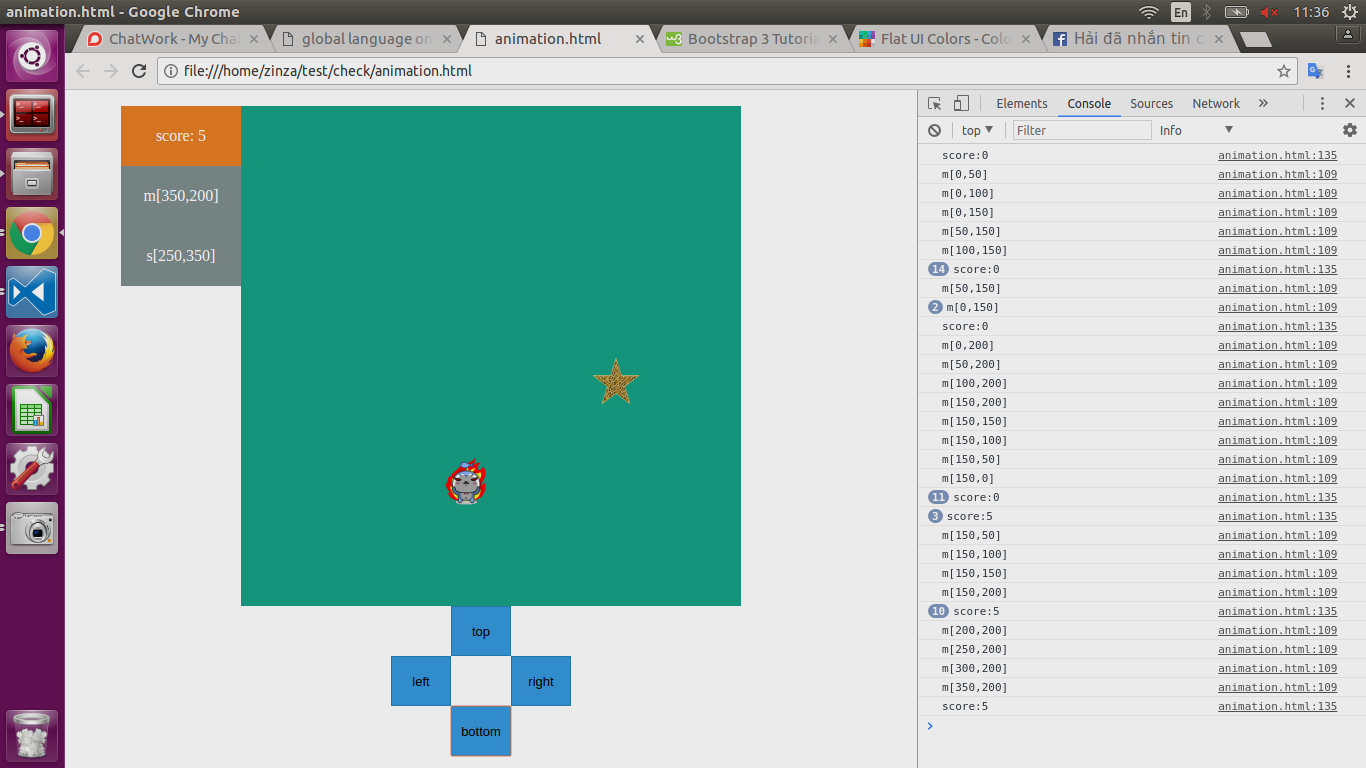 animation.html - Google Chrome
En
11:36
ChatWork - My Chat
global language on
animation.html
Bootstrap 3 Tutoria
Flat UI Colors - Colo
Hải đã nhắn tin c
file:///home/zinza/test/check/animation.html
score: 5
m[350,200]
s[250,350]
top
left
right
bottom
Elements
Console
Sources
Network
»
top
Filter
Info
score:0 animation.html:135
m[0,50] animation.html:109
m[0,100] animation.html:109
m[0,150] animation.html:109
m[50,150] animation.html:109
m[100,150] animation.html:109
14 score:0 animation.html:135
m[50,150] animation.html:109
2 m[0,150] animation.html:109
score:0 animation.html:135
m[0,200] animation.html:109
m[50,200] animation.html:109
m[100,200] animation.html:109
m[150,200] animation.html:109
m[150,150] animation.html:109
m[150,100] animation.html:109
m[150,50] animation.html:109
m[150,0] animation.html:109
11 score:0 animation.html:135
3 score:5 animation.html:135
m[150,50] animation.html:109
m[150,100] animation.html:109
m[150,150] animation.html:109
m[150,200] animation.html:109
10 score:5 animation.html:135
m[200,200] animation.html:109
m[250,200] animation.html:109
m[300,200] animation.html:109
m[350,200] animation.html:109
score:5 animation.html:135